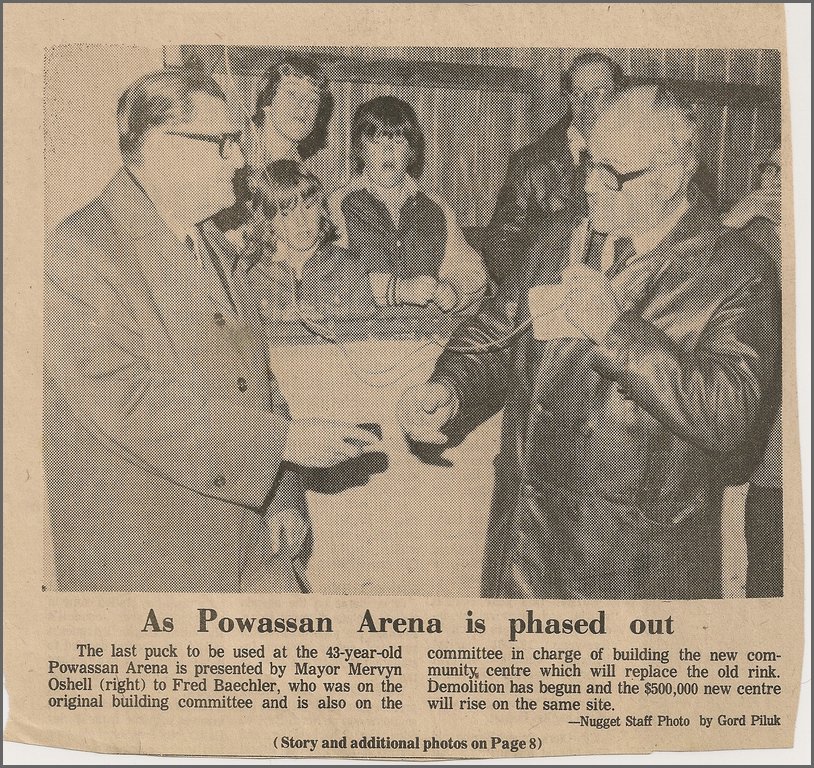 As Powassan Arena is phased out
The last puck to be used at the 43-year-old
Powassan Arena is presented by Mayor Mervyn
Oshell (right) to Fred Baechler, who was on the
original building committee and is also on the
committee in charge of building the new com-
munity centre which will replace the old rink.
Demolition has begun and the $500,000 new centre
will rise on the same site.
—Nugget Staff Photo by Gord Piluk
(Story and additional photos on Page 8)